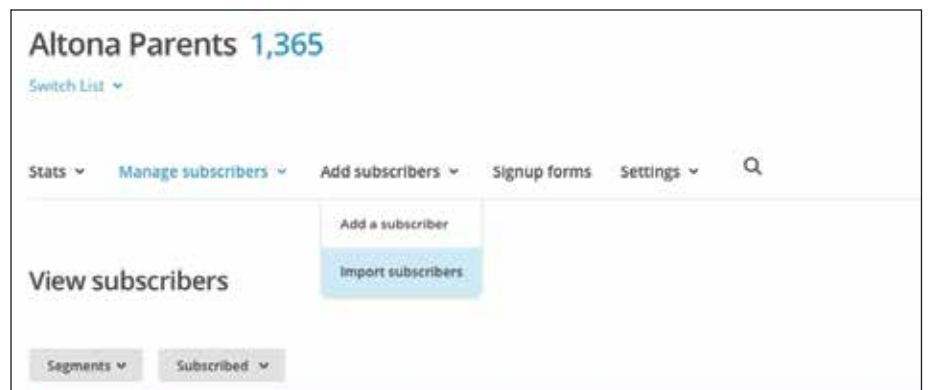 Altona Parents 1,365
Switch List
Stats Manage subscribers Add subscribers Signup forms Settings
Add a subscriber
Import subscribers
View subscribers
Segments Subscribed